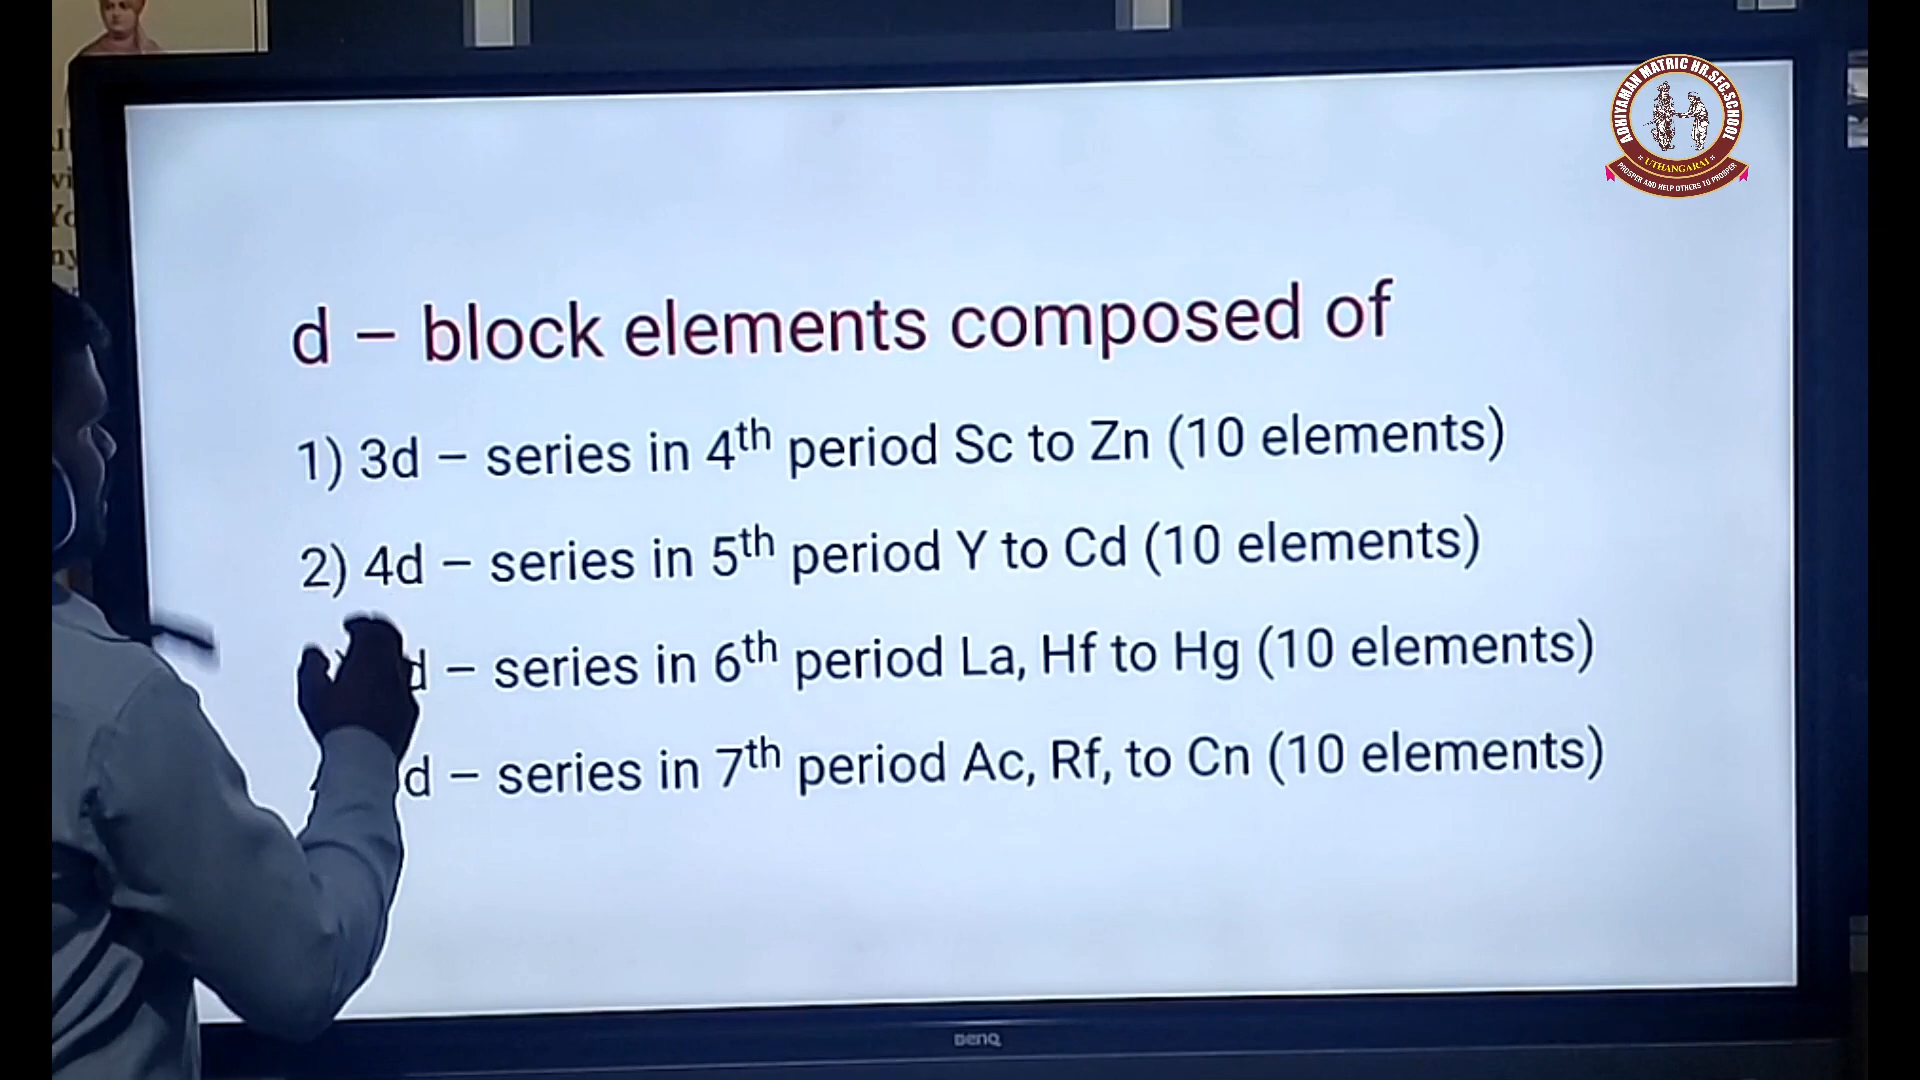 ADHIYAMAN MATRIC HR.SEC.SCHOOL
UTHANGARAI
PROSPER AND HELP OTHERS TO PROSPER
d – block elements composed of
1) 3d – series in 4th period Sc to Zn (10 elements)
2) 4d – series in 5th period Y to Cd (10 elements)
d – series in 6th period La, Hf to Hg (10 elements)
d – series in 7th period Ac, Rf, to Cn (10 elements)
BenQ